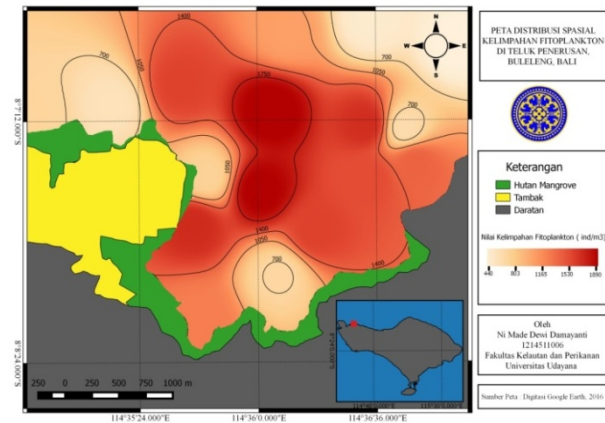 PETA DISTRIBUSI SPASIAL
KELIMPAHAN FITOPLANKTON
DI TELUK PENERUSAN,
BULELENG, BALI
Keterangan
Hutan Mangrove
Tambak
Daratan
Nilai Kelimpahan Fitoplankton ( ind/m3)
440 803 1165 1530 1890
Oleh
Ni Made Dewi Damayanti
1214511006
Fakultas Kelautan dan Perikanan
Universitas Udayana
Sumber Peta : Digitasi Google Earth, 2016
N
W E
S
1400
700
1050
1750
700
1050
700
1050
1400
1050
700
1400
8°7'12.000"S
8°8'24.000"S
250 0 250 500 750 1000 m
114°35'24.000"E 114°36'0.000"E 114°36'36.000"E